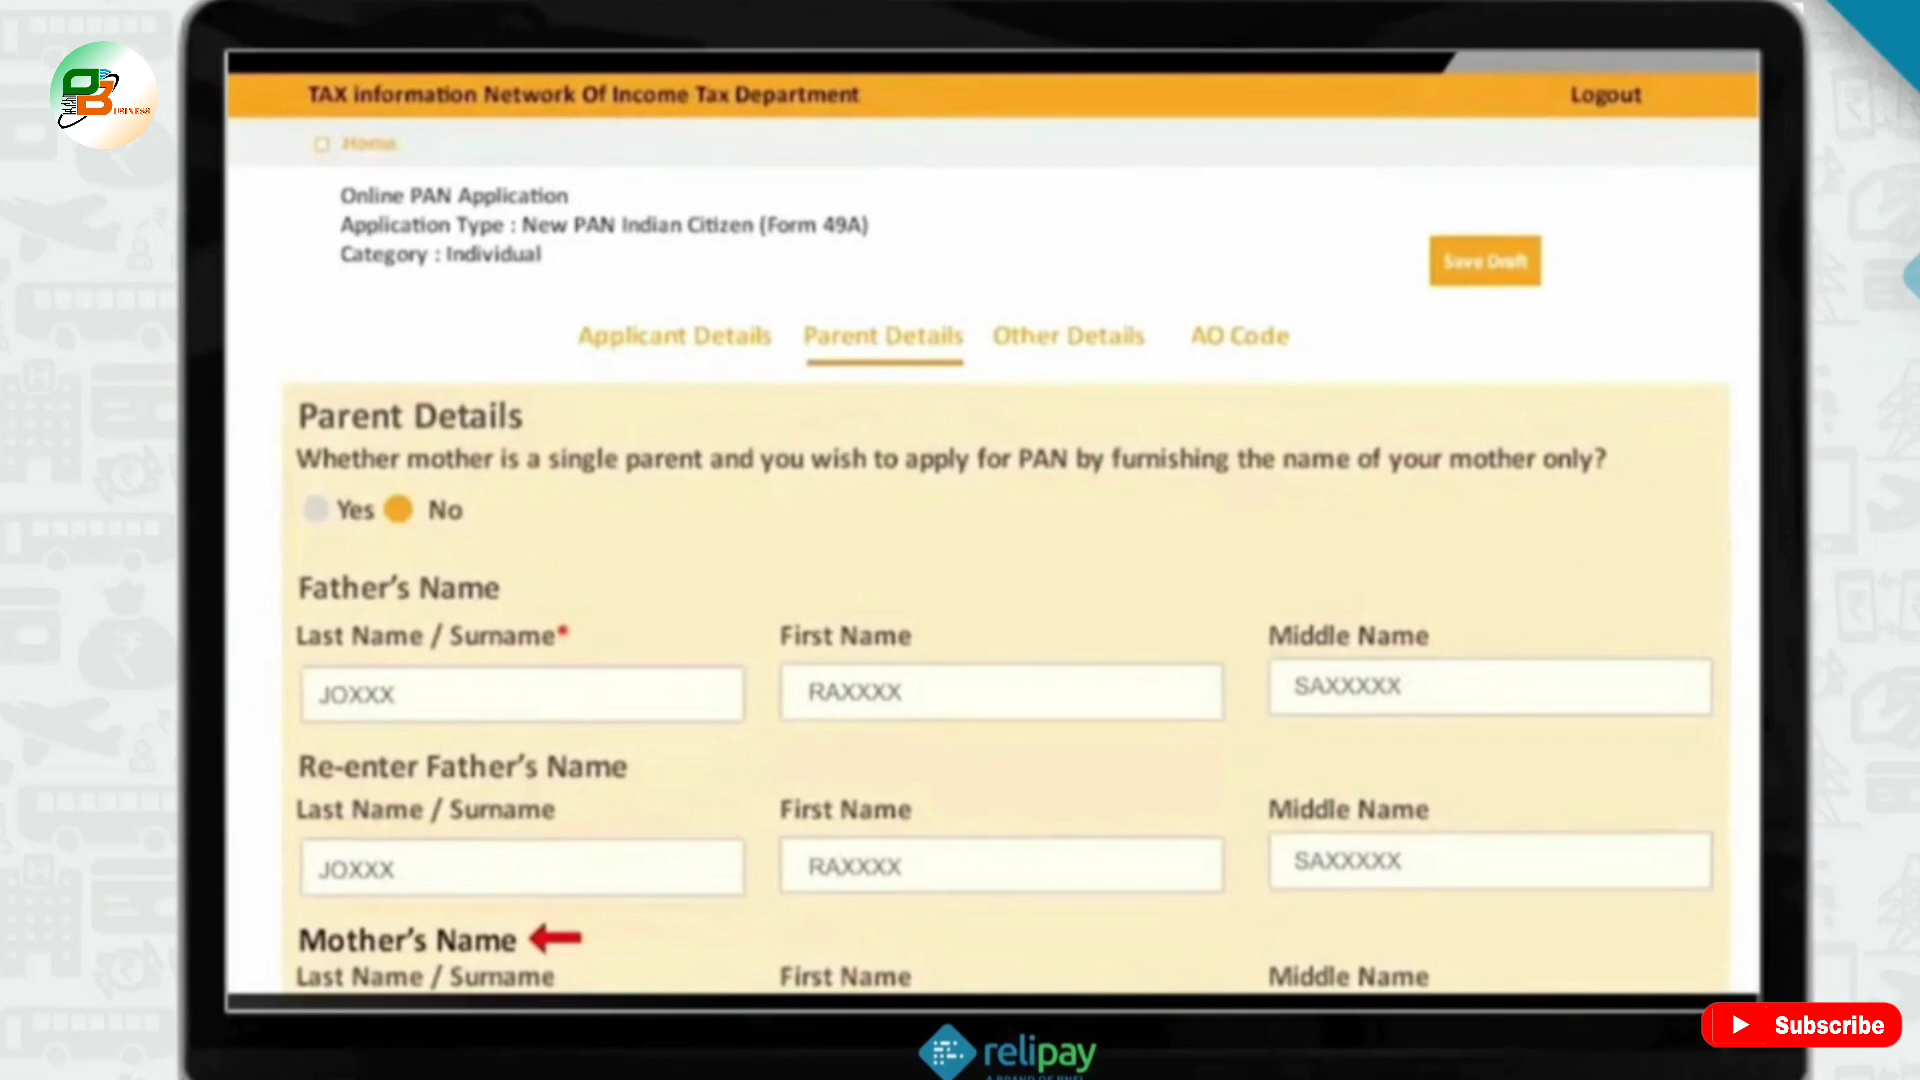 TAX information Network Of Income Tax Department
Logout
Home
Online PAN Application
Application Type : New PAN Indian Citizen (Form 49A)
Category : Individual
Save Draft
Applicant Details Parent Details Other Details AO Code
Parent Details
Whether mother is a single parent and you wish to apply for PAN by furnishing the name of your mother only?
Yes No
Father's Name
Last Name / Surname* First Name Middle Name
JOXXX RAXXXX SAXXXXX
Re-enter Father's Name
Last Name / Surname First Name Middle Name
JOXXX RAXXXX SAXXXXX
Mother's Name
Last Name / Surname First Name Middle Name
Subscribe
relipay